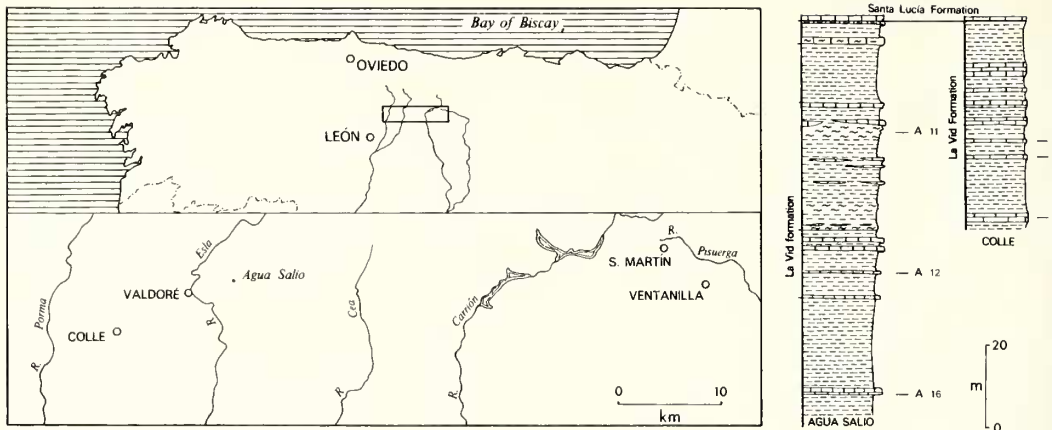 Bay of Biscay
OVIEDO
LEÓN
Porma
R.
COLLE
VALDORÉ
Esla
R.
Agua Salio
Cea
R.
Carrión
R.
R.
Pisuerga
S. MARTÍN
VENTANILLA
0 10
km
Santa Lucía Formation
La Vid formation
A 11
A 12
A 16
AGUA SALIO
La Vid Formation
COLLE
20
m
0